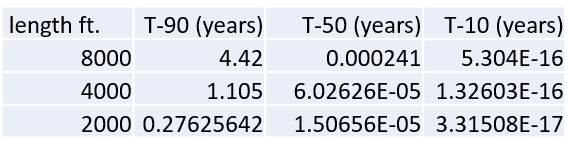 length ft. T-90 (years) T-50 (years) T-10 (years)
8000 4.42 0.000241 5.304E-16
4000 1.105 6.02626E-05 1.32603E-16
2000 0.27625642 1.50656E-05 3.31508E-17